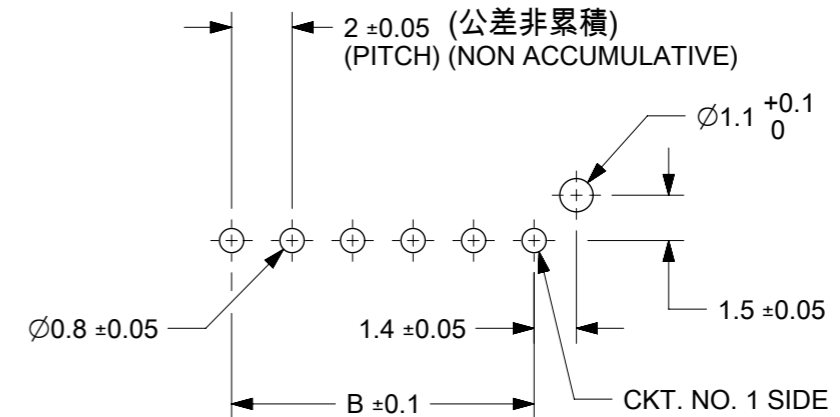 2 ±0.05 (公差非累積)
(PITCH) (NON ACCUMULATIVE)
∅1.1 +0.1
0
∅0.8 ±0.05
1.4 ±0.05
1.5 ±0.05
B ±0.1
CKT. NO. 1 SIDE